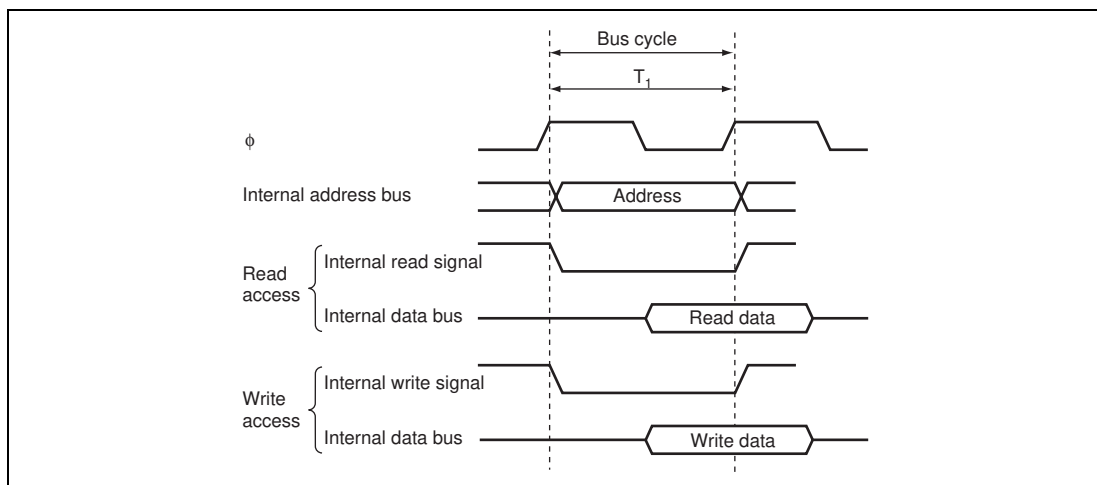 Bus cycle
T1
ϕ
Internal address bus
Address
Read
access
Internal read signal
Internal data bus
Read data
Write
access
Internal write signal
Internal data bus
Write data